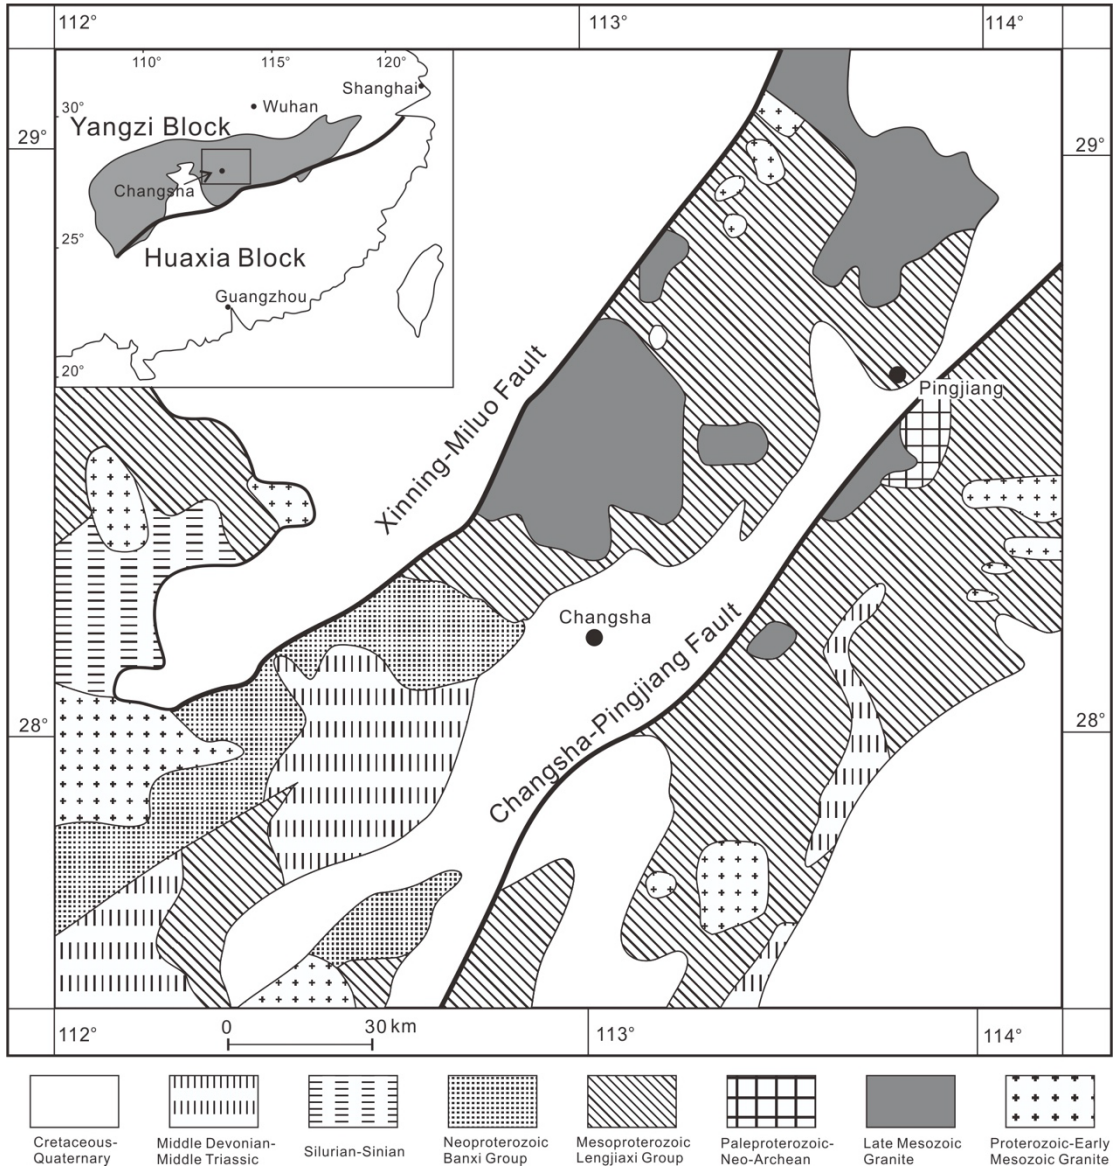 112°
113°
114°
110°
115°
120°
Shanghai
30°
Wuhan
Yangzi Block
29°
29°
Changsha
25°
Huaxia Block
Guangzhou
20°
Xinning-Miluo Fault
Pingjiang
Changsha
Changsha-Pingjiang Fault
28°
28°
112°
0
30 km
113°
114°
Cretaceous-
Quaternary
Middle Devonian-
Middle Triassic
Silurian-Sinian
Neoproterozoic
Banxi Group
Mesoproterozoic
Lengjiaxi Group
Paleproterozoic-
Neo-Archean
Late Mesozoic
Granite
Proterozoic-Early
Mesozoic Granite